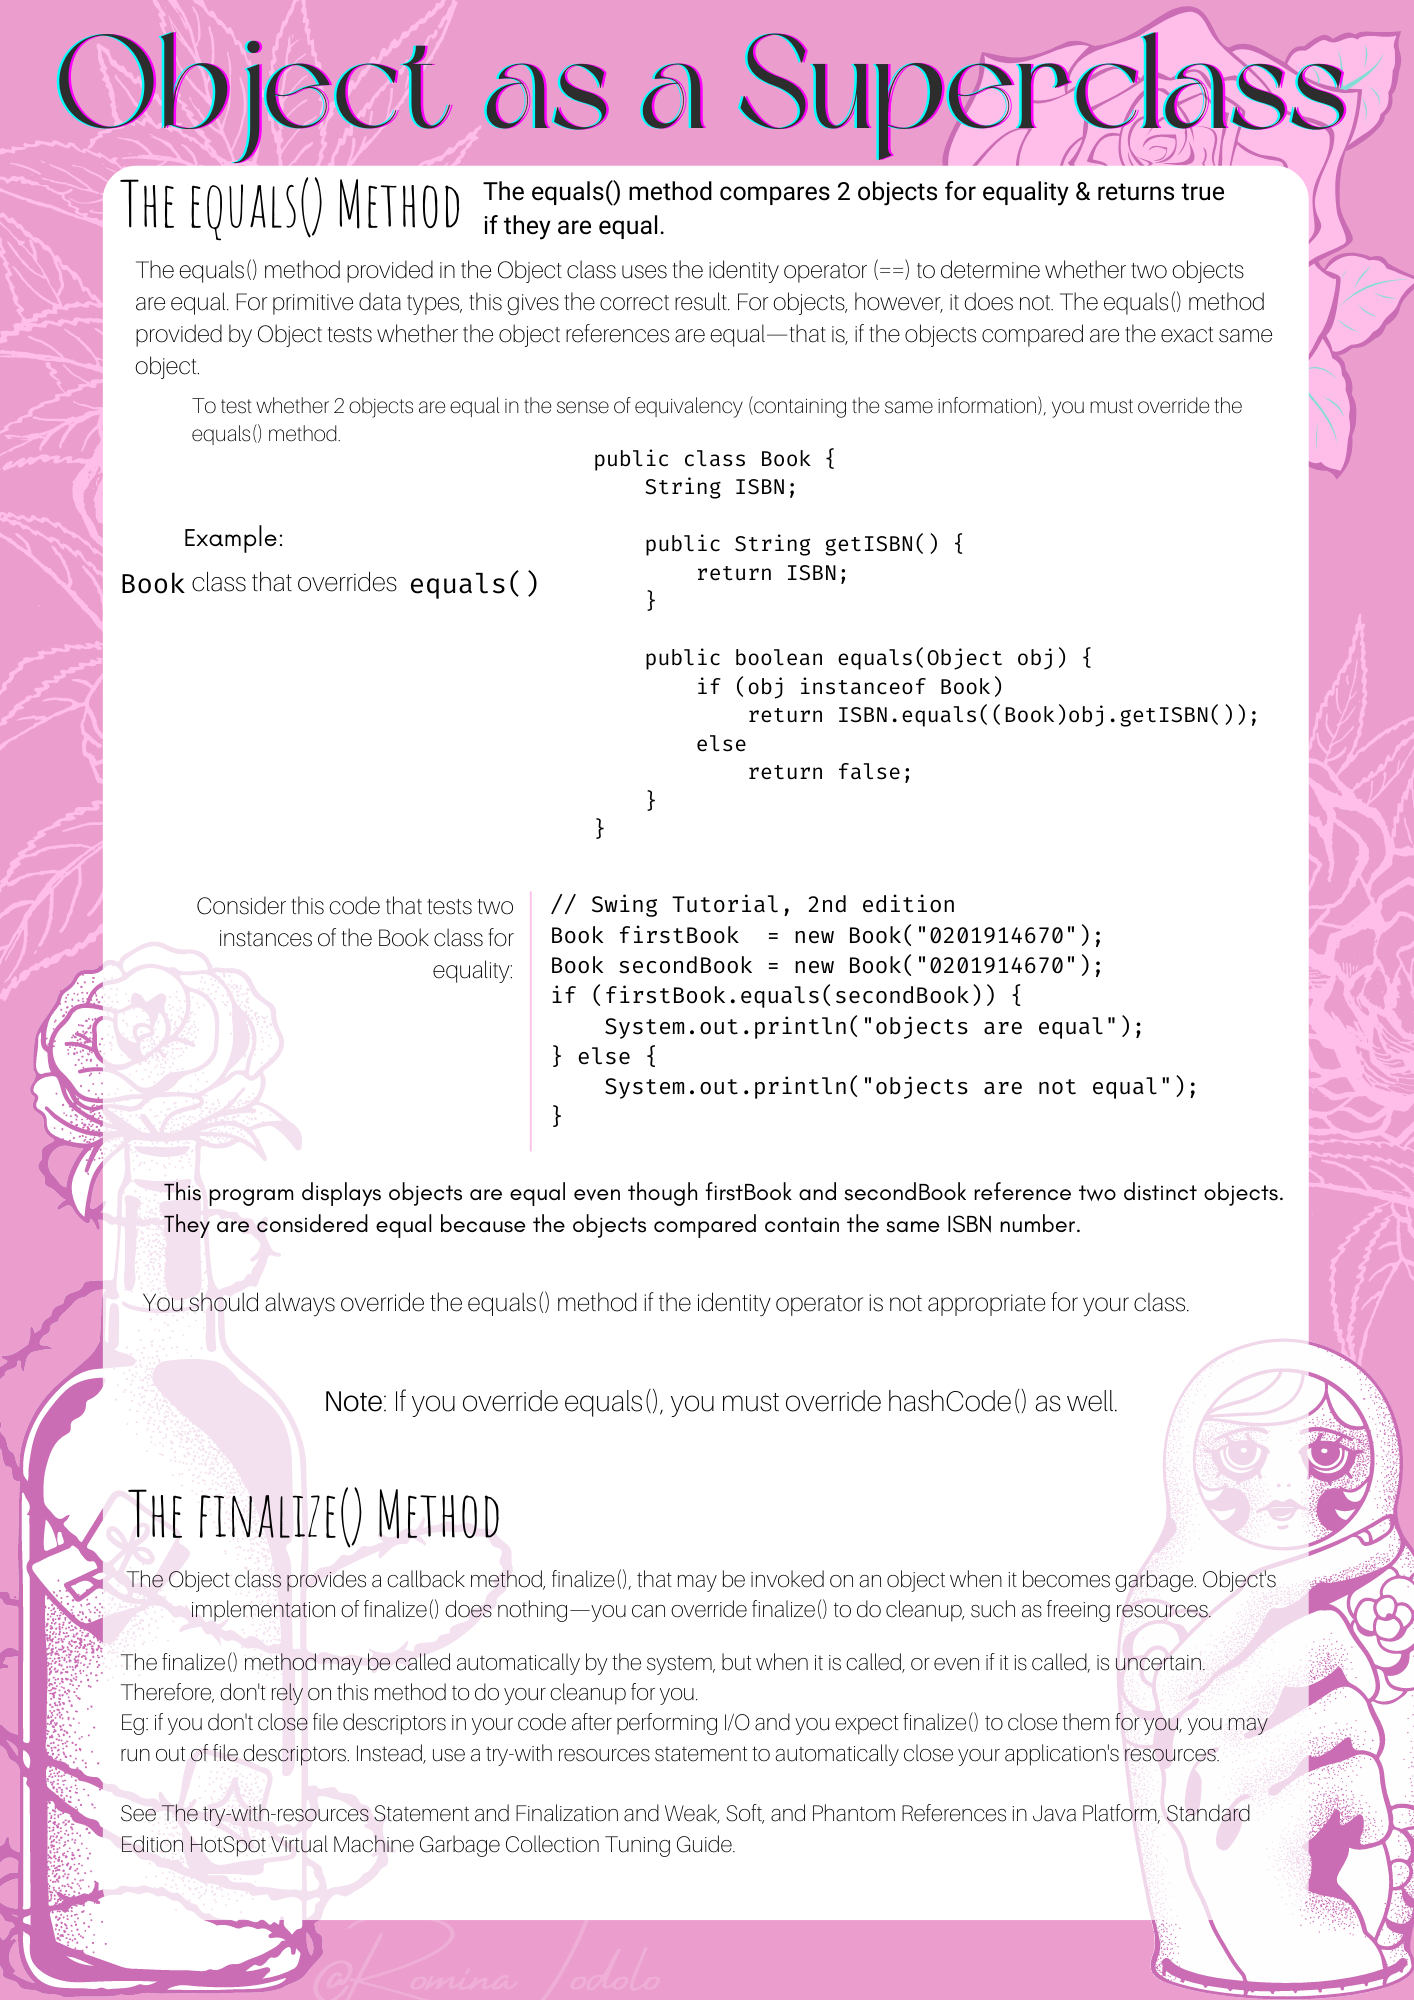 Object as a Superclass
The equals() Method
The equals() method compares 2 objects for equality & returns true
if they are equal.
The equals() method provided in the Object class uses the identity operator (==) to determine whether two objects
are equal. For primitive data types, this gives the correct result. For objects, however, it does not. The equals() method
provided by Object tests whether the object references are equal—that is, if the objects compared are the exact same
object.
To test whether 2 objects are equal in the sense of equivalency (containing the same information), you must override the
equals() method.
Example:
Book class that overrides equals()
public class Book {
    String ISBN;
    public String getISBN() {
        return ISBN;
    }
    public boolean equals(Object obj) {
        if (obj instanceof Book)
            return ISBN.equals((Book)obj.getISBN());
        else
            return false;
    }
}
Consider this code that tests two
instances of the Book class for
equality:
// Swing Tutorial, 2nd edition
Book firstBook  = new Book("0201914670");
Book secondBook = new Book("0201914670");
if (firstBook.equals(secondBook)) {
    System.out.println("objects are equal");
} else {
    System.out.println("objects are not equal");
}
This program displays objects are equal even though firstBook and secondBook reference two distinct objects.
They are considered equal because the objects compared contain the same ISBN number.
You should always override the equals() method if the identity operator is not appropriate for your class.
Note: If you override equals(), you must override hashCode() as well.
The finalize() Method
The Object class provides a callback method, finalize(), that may be invoked on an object when it becomes garbage. Object's
implementation of finalize() does nothing—you can override finalize() to do cleanup, such as freeing resources.
The finalize() method may be called automatically by the system, but when it is called, or even if it is called, is uncertain.
Therefore, don't rely on this method to do your cleanup for you.
Eg: if you don't close file descriptors in your code after performing I/O and you expect finalize() to close them for you, you may
run out of file descriptors. Instead, use a try-with resources statement to automatically close your application's resources.
See The try-with-resources Statement and Finalization and Weak, Soft, and Phantom References in Java Platform, Standard
Edition HotSpot Virtual Machine Garbage Collection Tuning Guide.
@Romina Iodolo